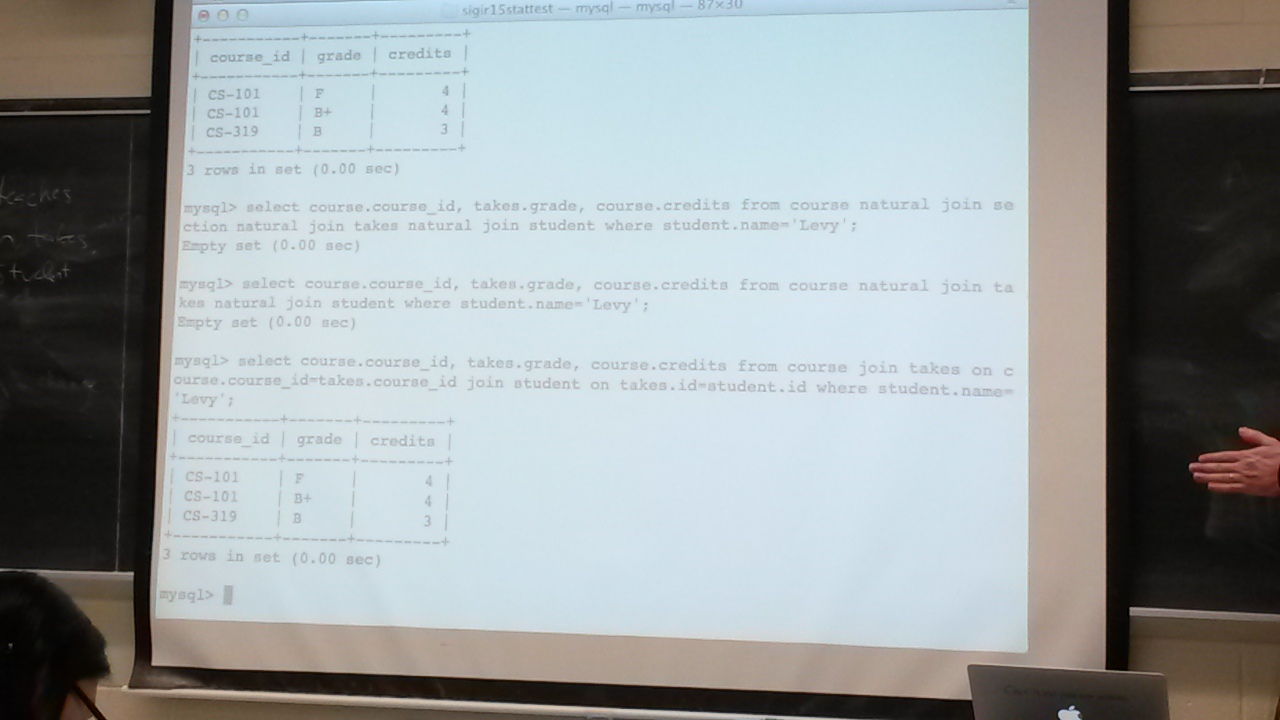 sigir15stattest — mysql — mysql — 87×30
+-----------+-------+---------+
| course_id | grade | credits |
+-----------+-------+---------+
| CS-101 | F | 4 |
| CS-101 | B+ | 4 |
| CS-319 | B | 3 |
+-----------+-------+---------+
3 rows in set (0.00 sec)
mysql> select course.course_id, takes.grade, course.credits from course natural join se
ction natural join takes natural join student where student.name='Levy';
Empty set (0.00 sec)
mysql> select course.course_id, takes.grade, course.credits from course natural join ta
kes natural join student where student.name='Levy';
Empty set (0.00 sec)
mysql> select course.course_id, takes.grade, course.credits from course join takes on c
ourse.course_id=takes.course_id join student on takes.id=student.id where student.name=
'Levy';
+-----------+-------+---------+
| course_id | grade | credits |
+-----------+-------+---------+
| CS-101 | F | 4 |
| CS-101 | B+ | 4 |
| CS-319 | B | 3 |
+-----------+-------+---------+
3 rows in set (0.00 sec)
mysql>
teaches
takes
student